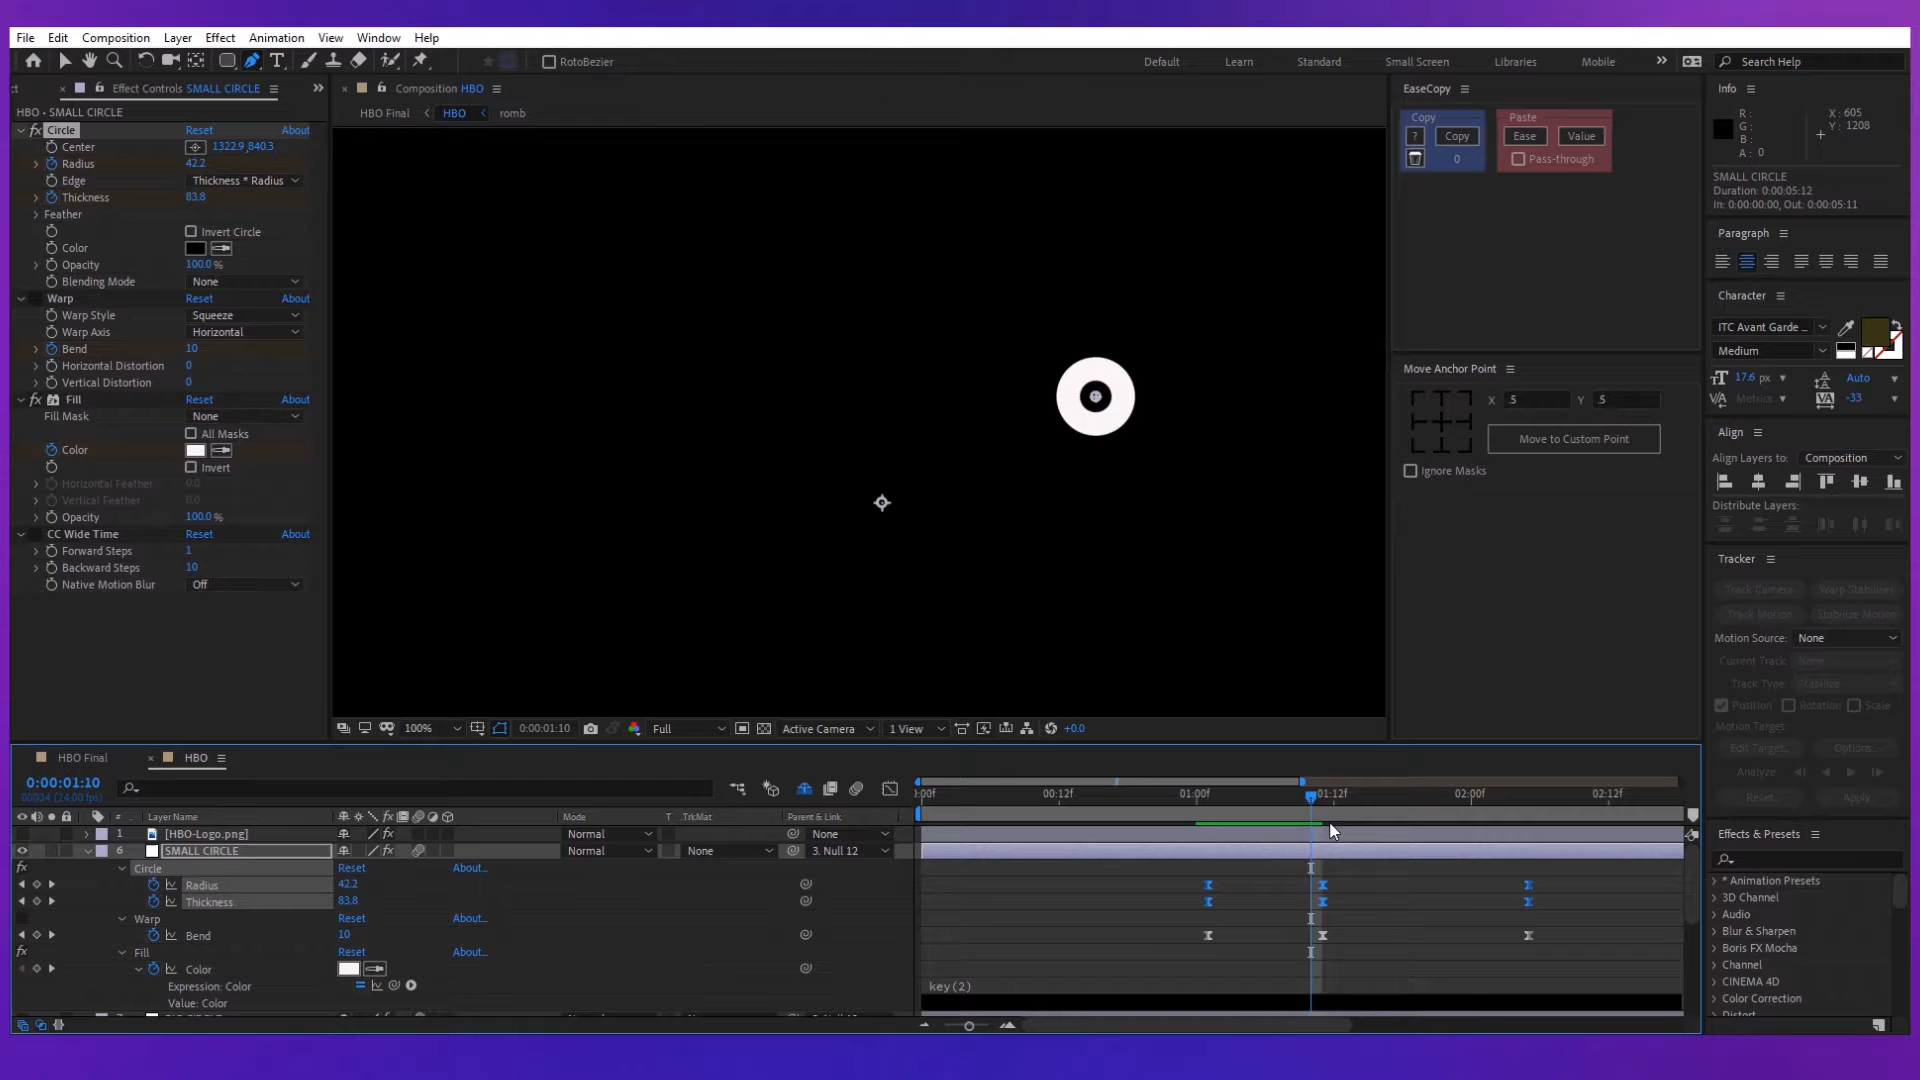 File Edit Composition Layer Effect Animation View Window Help
RotoBezier Default Learn Standard Small Screen Libraries Mobile Search Help
Effect Controls SMALL CIRCLE
HBO • SMALL CIRCLE
fx Circle Reset About
Center 1322.9,840.3
Radius 42.2
Edge Thickness * Radius
Thickness 83.8
Feather
Invert Circle
Color
Opacity 100.0 %
Blending Mode None
Warp Reset About
Warp Style Squeeze
Warp Axis Horizontal
Bend 10
Horizontal Distortion 0
Vertical Distortion 0
fx Fill Reset About
Fill Mask None
All Masks
Color
Invert
Horizontal Feather 0.0
Vertical Feather 0.0
Opacity 100.0 %
CC Wide Time Reset About
Forward Steps 1
Backward Steps 10
Native Motion Blur Off
Composition HBO
HBO Final HBO romb
100% 0:00:01:10 Full Active Camera 1 View +0.0
EaseCopy
Copy Paste
? Copy Ease Value
0 Pass-through
Move Anchor Point
X .5 Y .5
Move to Custom Point
Ignore Masks
Info
R : X : 605
G : Y : 1208
B :
A : 0
SMALL CIRCLE
Duration: 0:00:05:12
In: 0:00:00:00, Out: 0:00:05:11
Paragraph
Character
ITC Avant Garde ...
Medium
17.6 px Auto
Metrics -33
Align
Align Layers to: Composition
Distribute Layers:
Tracker
Track Camera Warp Stabilizer
Track Motion Stabilize Motion
Motion Source: None
Current Track: None
Track Type: Stabilize
Position Rotation Scale
Motion Target:
Edit Target... Options...
Analyze
Reset Apply
Effects & Presets
* Animation Presets
3D Channel
Audio
Blur & Sharpen
Boris FX Mocha
Channel
CINEMA 4D
Color Correction
Distort
HBO Final HBO
0:00:01:10
00034 (24.00 fps)
# Layer Name Mode T .TrkMat Parent & Link
:00f 00:12f 01:00f 01:12f 02:00f 02:12f
1 [HBO-Logo.png] Normal None
6 SMALL CIRCLE Normal None 3. Null 12
Circle Reset About...
Radius 42.2
Thickness 83.8
Warp Reset About...
Bend 10
Fill Reset About...
Color
Expression: Color key(2)
Value: Color